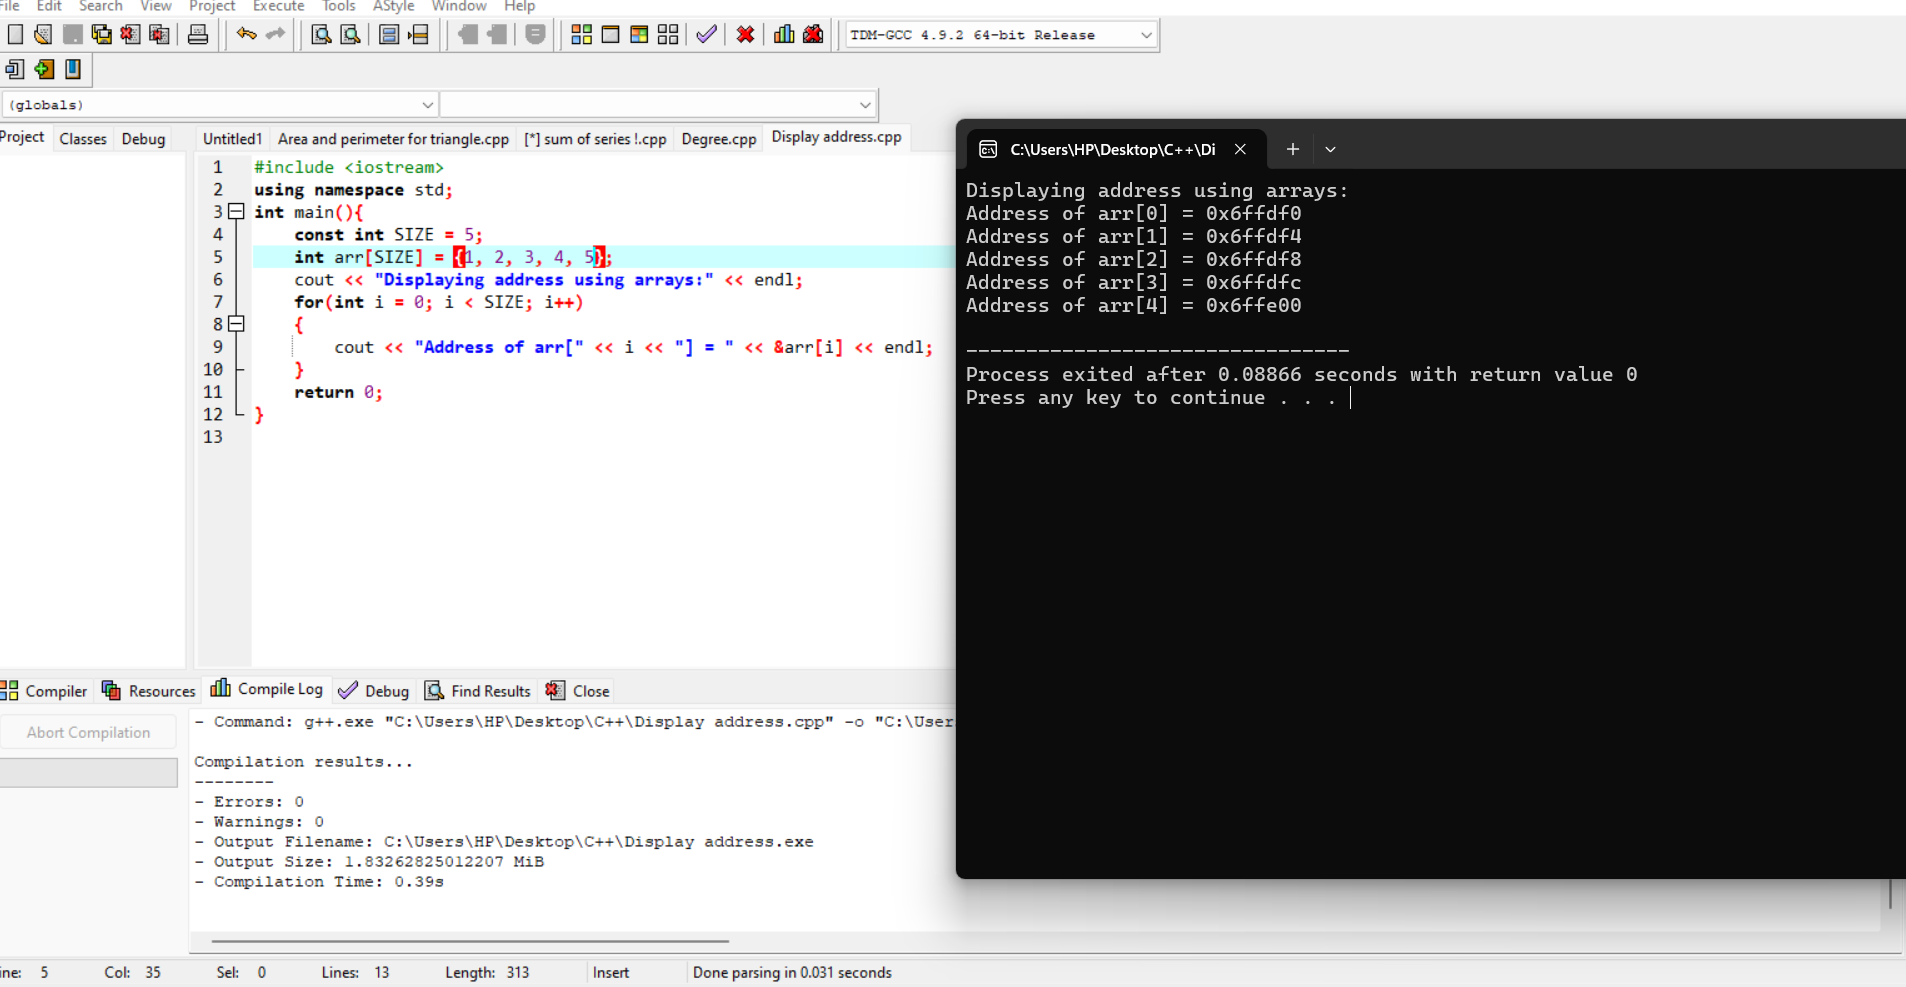 File Edit Search View Project Execute Tools AStyle Window Help
TDM-GCC 4.9.2 64-bit Release
(globals)
Project Classes Debug
Untitled1 Area and perimeter for triangle.cpp [*] sum of series !.cpp Degree.cpp Display address.cpp
1 #include <iostream>
2 using namespace std;
3 int main(){
4 const int SIZE = 5;
5 int arr[SIZE] = {1, 2, 3, 4, 5};
6 cout << "Displaying address using arrays:" << endl;
7 for(int i = 0; i < SIZE; i++)
8 {
9 cout << "Address of arr[" << i << "] = " << &arr[i] << endl;
10 }
11 return 0;
12 }
13
C:\Users\HP\Desktop\C++\Di
Displaying address using arrays:
Address of arr[0] = 0x6ffdf0
Address of arr[1] = 0x6ffdf4
Address of arr[2] = 0x6ffdf8
Address of arr[3] = 0x6ffdfc
Address of arr[4] = 0x6ffe00
--------------------------------
Process exited after 0.08866 seconds with return value 0
Press any key to continue . . .
Compiler Resources Compile Log Debug Find Results Close
Abort Compilation
- Command: g++.exe "C:\Users\HP\Desktop\C++\Display address.cpp" -o "C:\User
Compilation results...
--------
- Errors: 0
- Warnings: 0
- Output Filename: C:\Users\HP\Desktop\C++\Display address.exe
- Output Size: 1.83262825012207 MiB
- Compilation Time: 0.39s
ine: 5 Col: 35 Sel: 0 Lines: 13 Length: 313 Insert Done parsing in 0.031 seconds